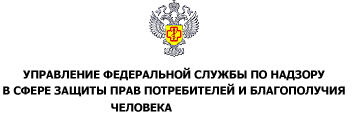 УПРАВЛЕНИЕ ФЕДЕРАЛЬНОЙ СЛУЖБЫ ПО НАДЗОРУ
В СФЕРЕ ЗАЩИТЫ ПРАВ ПОТРЕБИТЕЛЕЙ И БЛАГОПОЛУЧИЯ
ЧЕЛОВЕКА